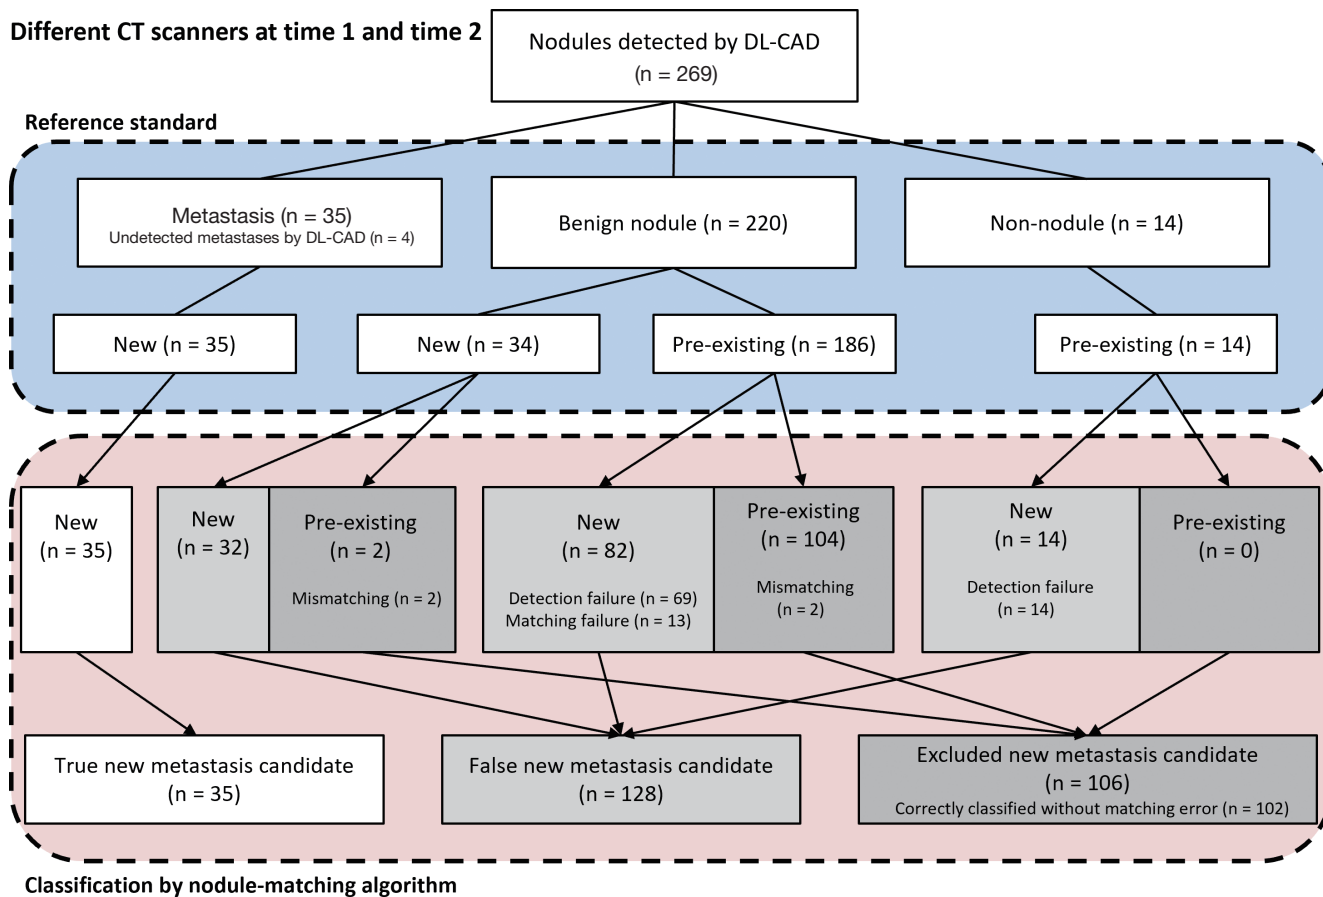 Different CT scanners at time 1 and time 2
Nodules detected by DL-CAD
(n = 269)
Reference standard
Metastasis (n = 35)
Undetected metastases by DL-CAD (n = 4)
Benign nodule (n = 220)
Non-nodule (n = 14)
New (n = 35)
New (n = 34)
Pre-existing (n = 186)
Pre-existing (n = 14)
New
(n = 35)
New
(n = 32)
Pre-existing
(n = 2)
Mismatching (n = 2)
New
(n = 82)
Detection failure (n = 69)
Matching failure (n = 13)
Pre-existing
(n = 104)
Mismatching
(n = 2)
New
(n = 14)
Detection failure
(n = 14)
Pre-existing
(n = 0)
True new metastasis candidate
(n = 35)
False new metastasis candidate
(n = 128)
Excluded new metastasis candidate
(n = 106)
Correctly classified without matching error (n = 102)
Classification by nodule-matching algorithm